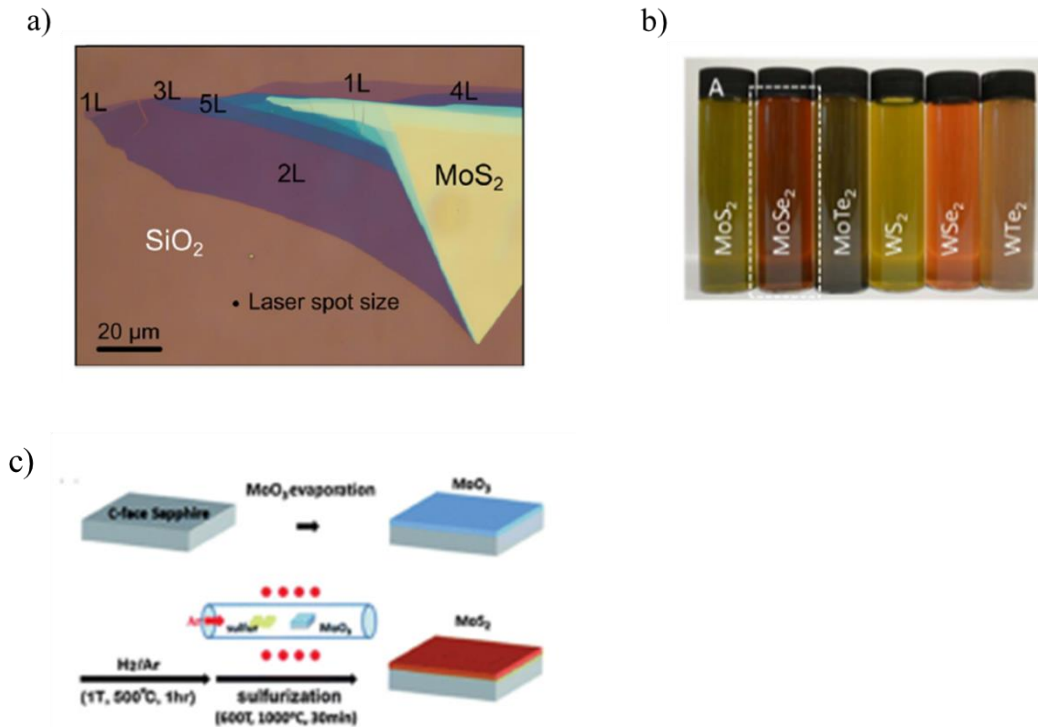 a)
1L
3L
5L
1L
4L
2L
MoS2
SiO2
Laser spot size
20 μm
b)
A
MoS2
MoSe2
MoTe2
WS2
WSe2
WTe2
c)
C-face Sapphire
MoO3 evaporation
MoO3
Ar
sulfur
MoO3
MoS2
H2/Ar
(1T, 500°C, 1hr)
sulfurization
(600T, 1000°C, 30min)